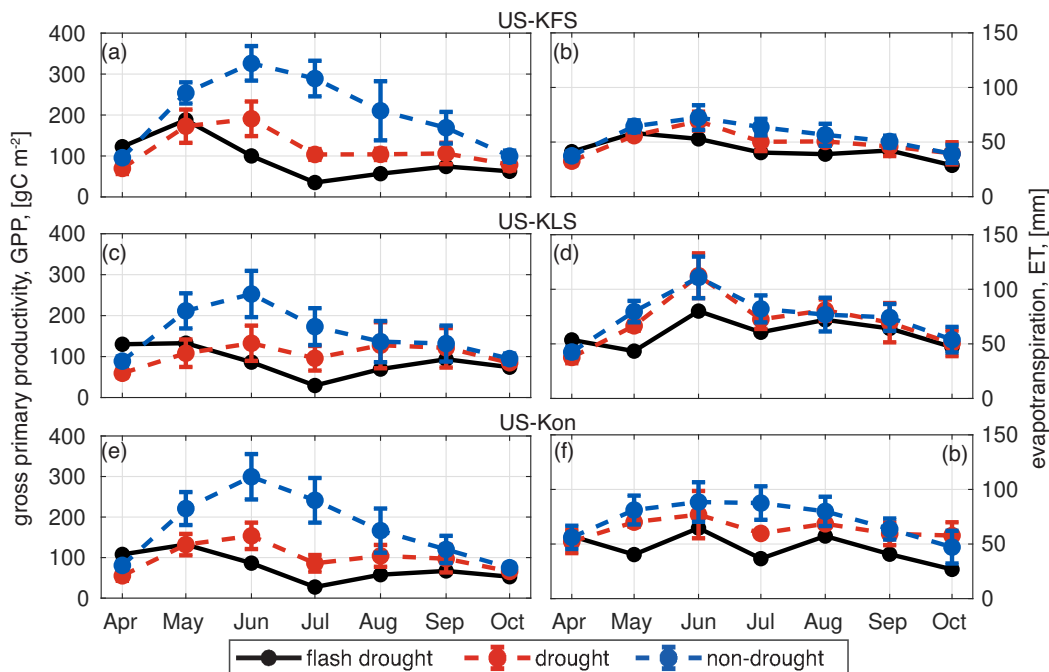 US-KFS
(a)
(b)
400
300
200
100
0
150
100
50
0
US-KLS
(c)
(d)
400
300
200
100
0
150
100
50
0
US-Kon
(e)
(f)
(b)
400
300
200
100
0
150
100
50
0
gross primary productivity, GPP, [gC m⁻²]
evapotranspiration, ET, [mm]
Apr May Jun Jul Aug Sep Oct
Apr May Jun Jul Aug Sep Oct
flash drought drought non-drought